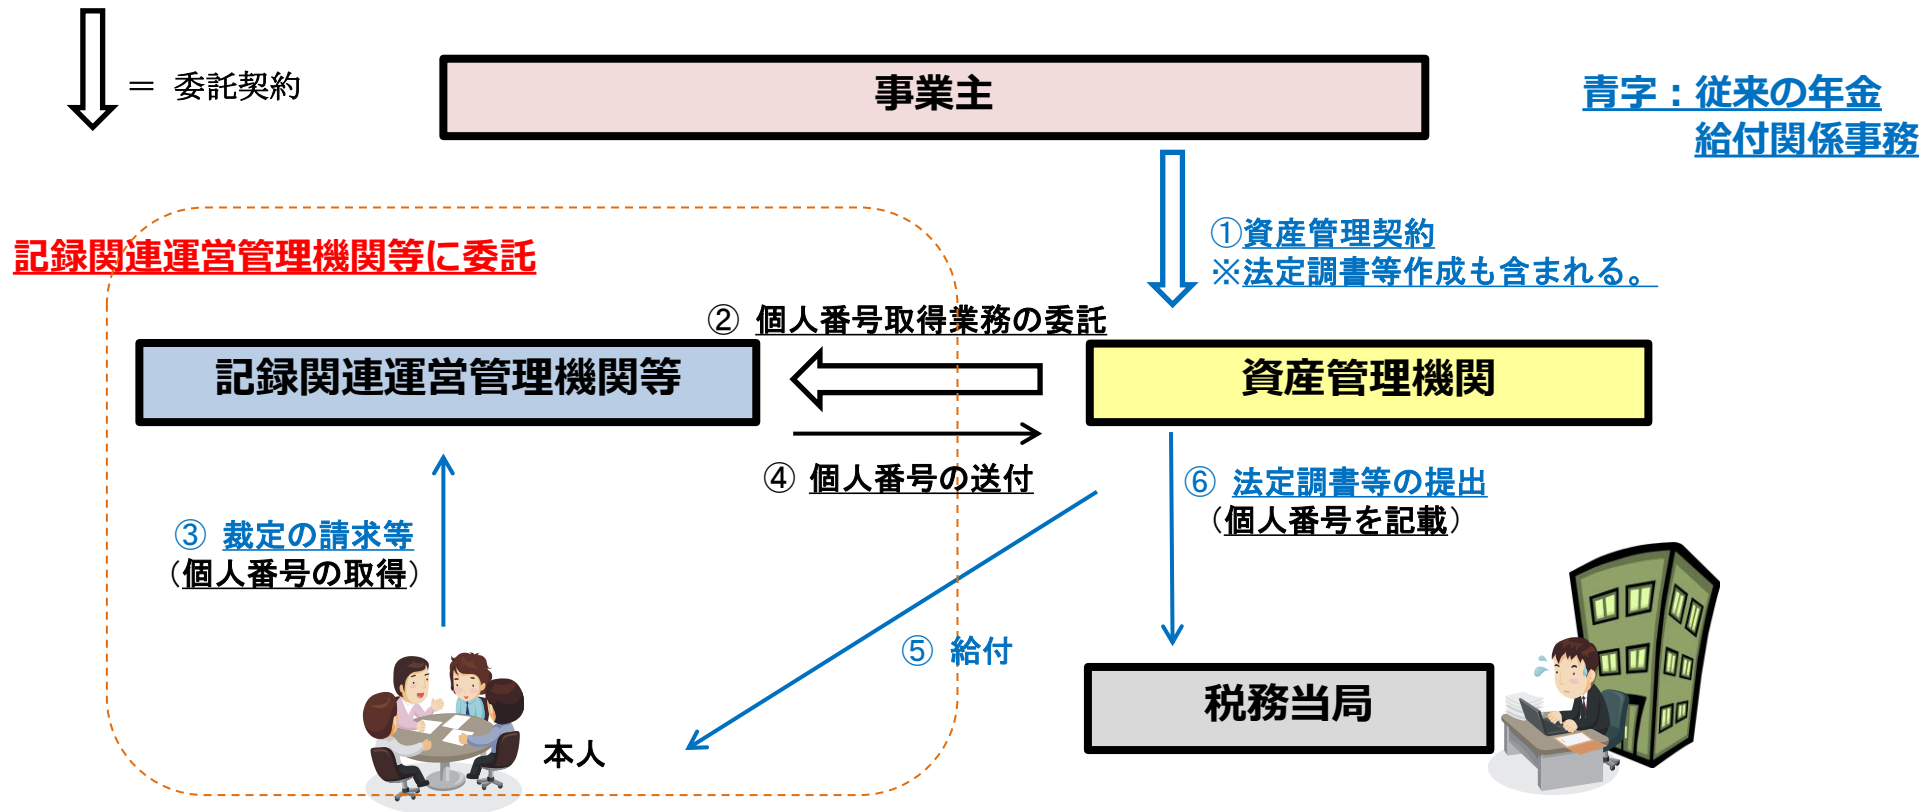 ＝ 委託契約
事業主
青字：従来の年金
給付関係事務
記録関連運営管理機関等に委託
①資産管理契約
※法定調書等作成も含まれる。
② 個人番号取得業務の委託
記録関連運営管理機関等
資産管理機関
④ 個人番号の送付
⑥ 法定調書等の提出
（個人番号を記載）
③ 裁定の請求等
（個人番号の取得）
⑤ 給付
税務当局
本人